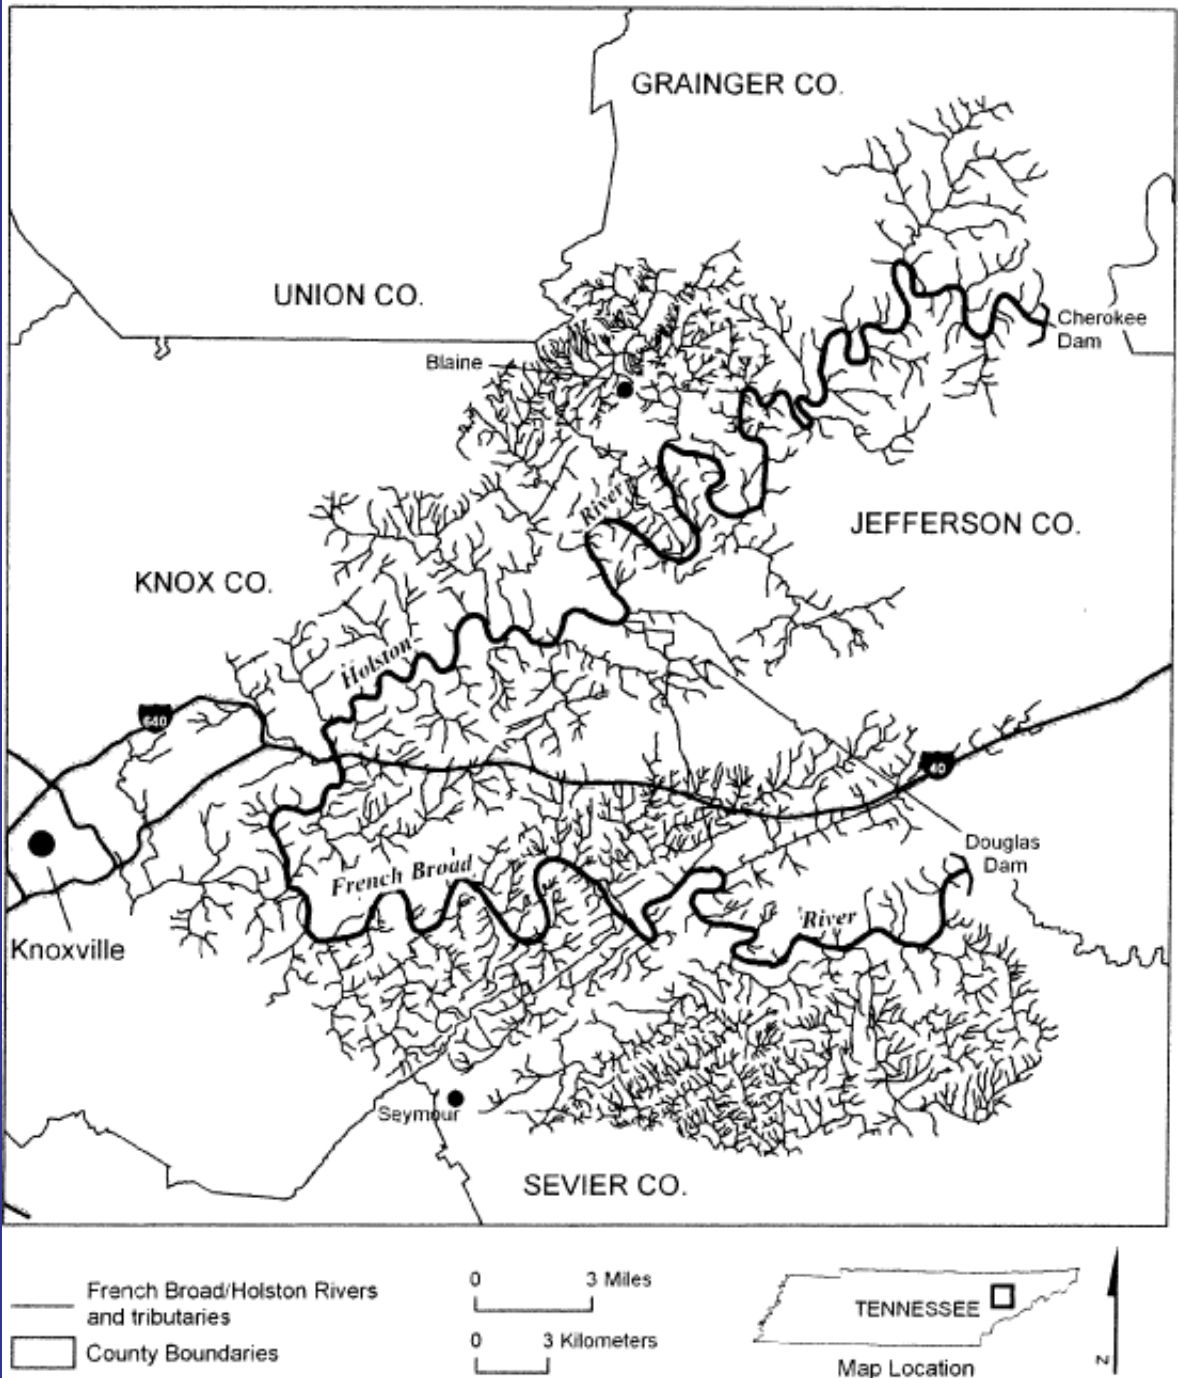 GRAINGER CO.
UNION CO.
Cherokee
Dam
Blaine
River
JEFFERSON CO.
KNOX CO.
Holston
640
40
Douglas
Dam
French Broad
River
Knoxville
Seymour
SEVIER CO.
French Broad/Holston Rivers
and tributaries
County Boundaries
0 3 Miles
0 3 Kilometers
TENNESSEE
Map Location
N